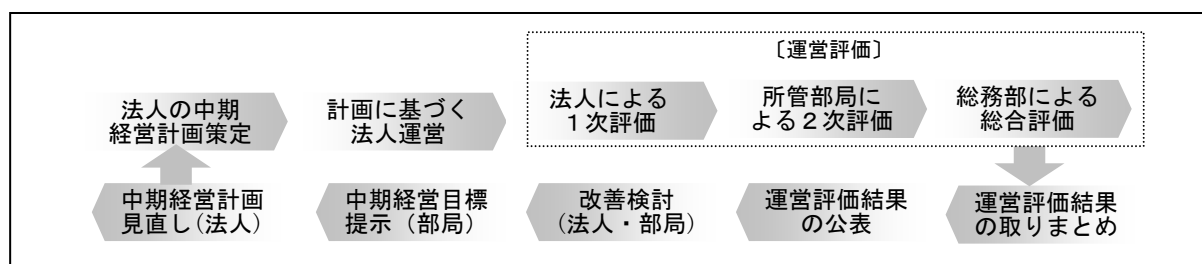 〔運営評価〕
法人の中期
経営計画策定
計画に基づく
法人運営
法人による
１次評価
所管部局に
よる２次評価
総務部による
総合評価
運営評価結果
の取りまとめ
運営評価結果
の公表
改善検討
(法人・部局)
中期経営目標
提示（部局）
中期経営計画
見直し(法人)